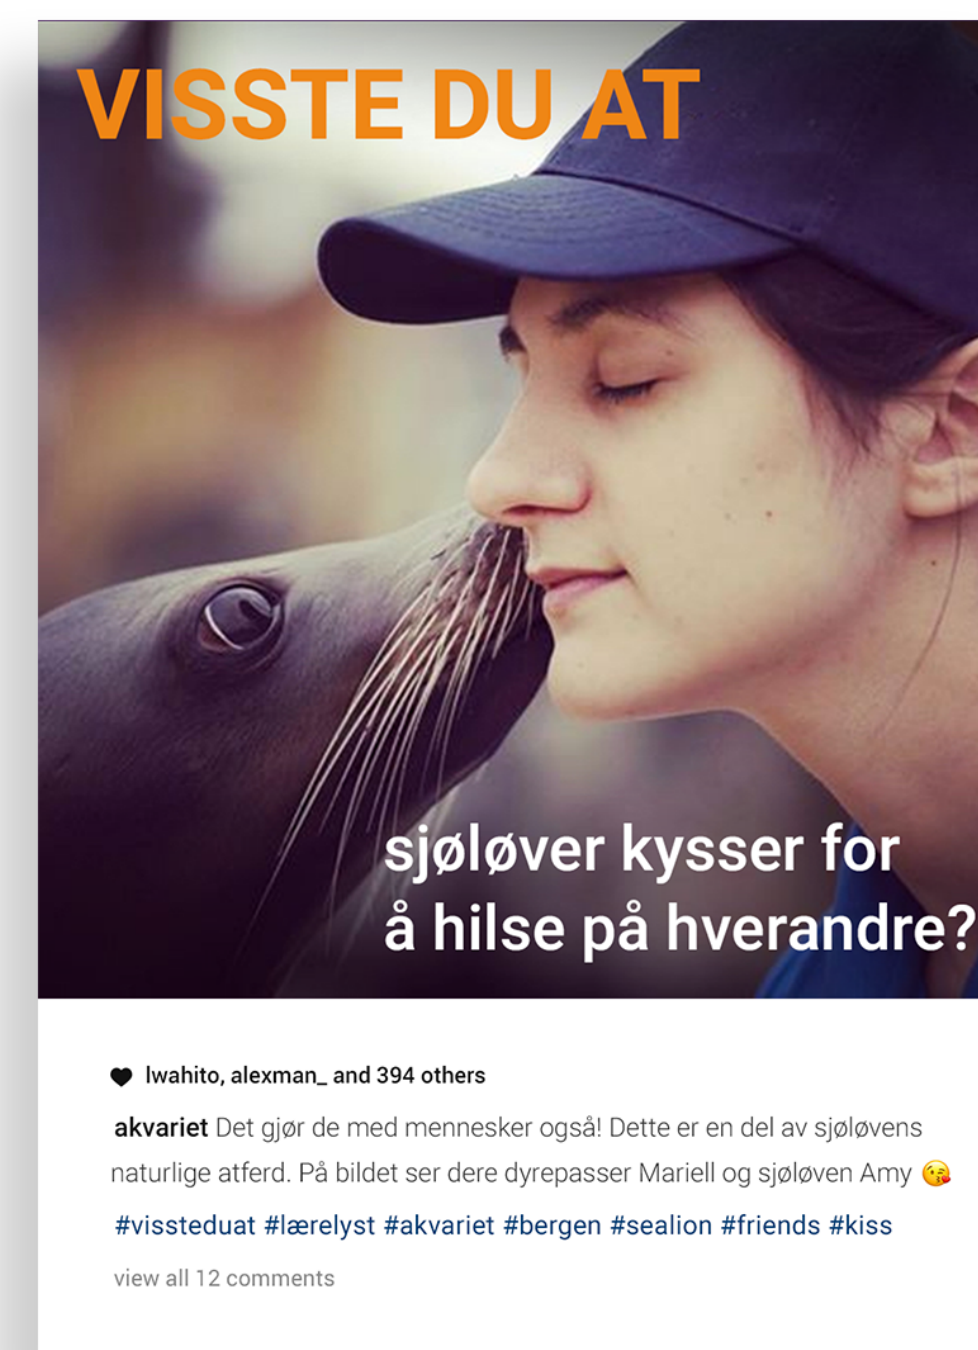 VISSTE DU AT
sjøløver kysser for
å hilse på hverandre?
lwahito, alexman_ and 394 others
akvariet Det gjør de med mennesker også! Dette er en del av sjøløvens
naturlige atferd. På bildet ser dere dyrepasser Mariell og sjøløven Amy 😘
#vissteduat #lærelyst #akvariet #bergen #sealion #friends #kiss
view all 12 comments